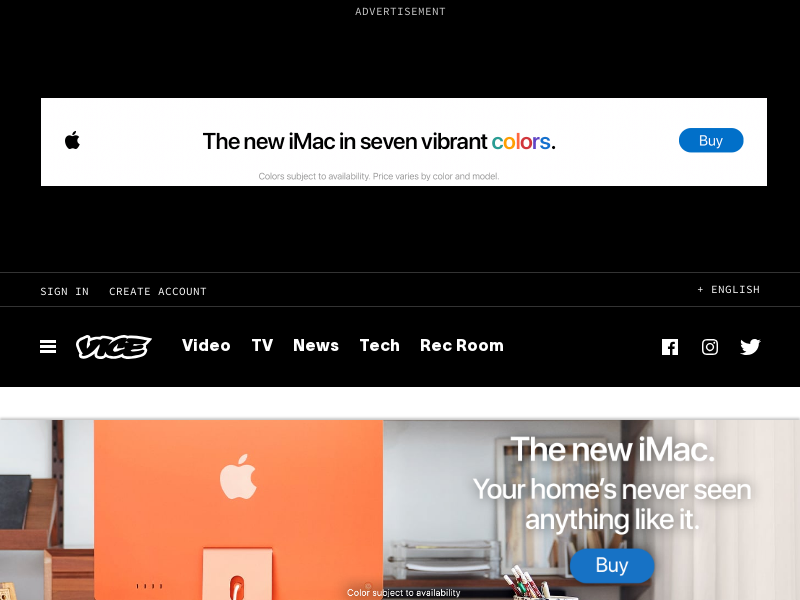 ADVERTISEMENT
The new iMac in seven vibrant colors.
Buy
Colors subject to availability. Price varies by color and model.
SIGN IN CREATE ACCOUNT
+ ENGLISH
VICE Video TV News Tech Rec Room
The new iMac.
Your home's never seen
anything like it.
Buy
Color subject to availability